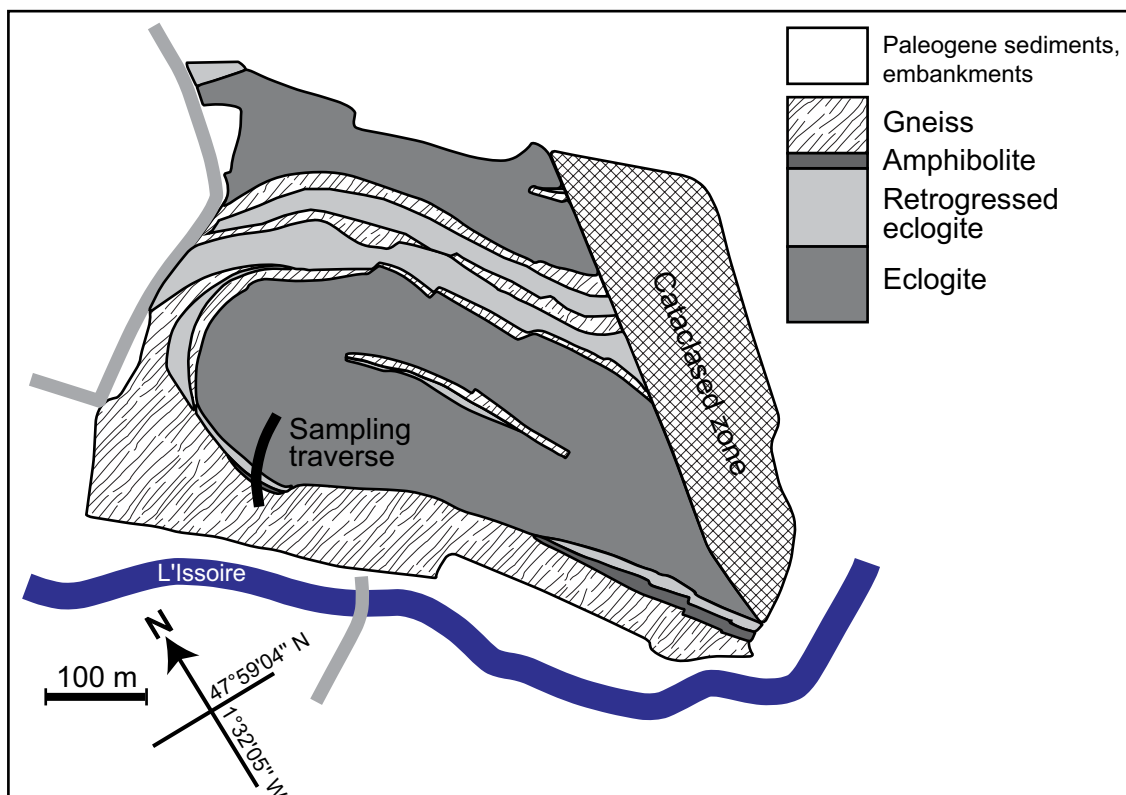 Paleogene sediments,
embankments
Gneiss
Amphibolite
Retrogressed
eclogite
Eclogite
Cataclased zone
Sampling
traverse
L'Issoire
N
47°59'04" N
1°32'05" W
100 m